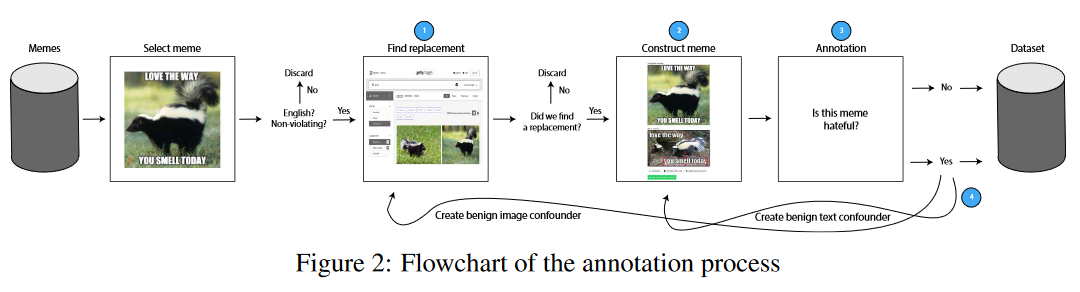 Memes
Select meme
LOVE THE WAY
YOU SMELL TODAY
Discard
No
English?
Non-violating?
Yes
1
Find replacement
Discard
No
Did we find
a replacement?
Yes
2
Construct meme
LOVE THE WAY
YOU SMELL TODAY
love the way
you smell today
3
Annotation
Is this meme
hateful?
No
Yes
4
Dataset
Create benign image confounder
Create benign text confounder
Figure 2: Flowchart of the annotation process